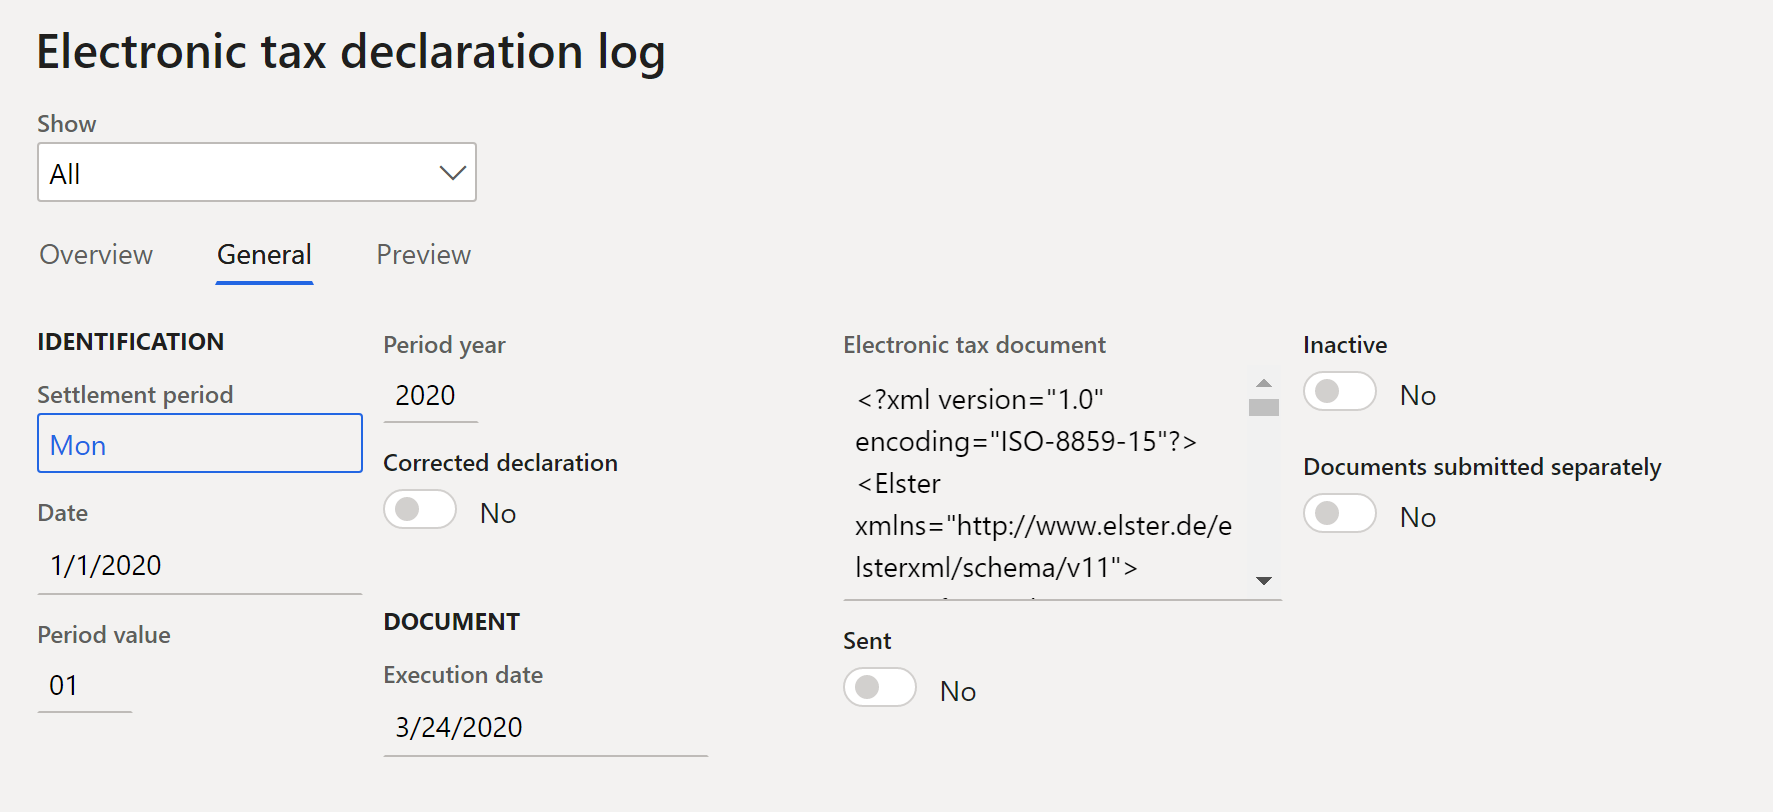 Electronic tax declaration log
Show
All
Overview General Preview
IDENTIFICATION
Settlement period
Mon
Date
1/1/2020
Period value
01
Period year
2020
Corrected declaration
No
DOCUMENT
Execution date
3/24/2020
Electronic tax document
<?xml version="1.0"
encoding="ISO-8859-15"?>
<Elster
xmlns="http://www.elster.de/e
lsterxml/schema/v11">
Sent
No
Inactive
No
Documents submitted separately
No